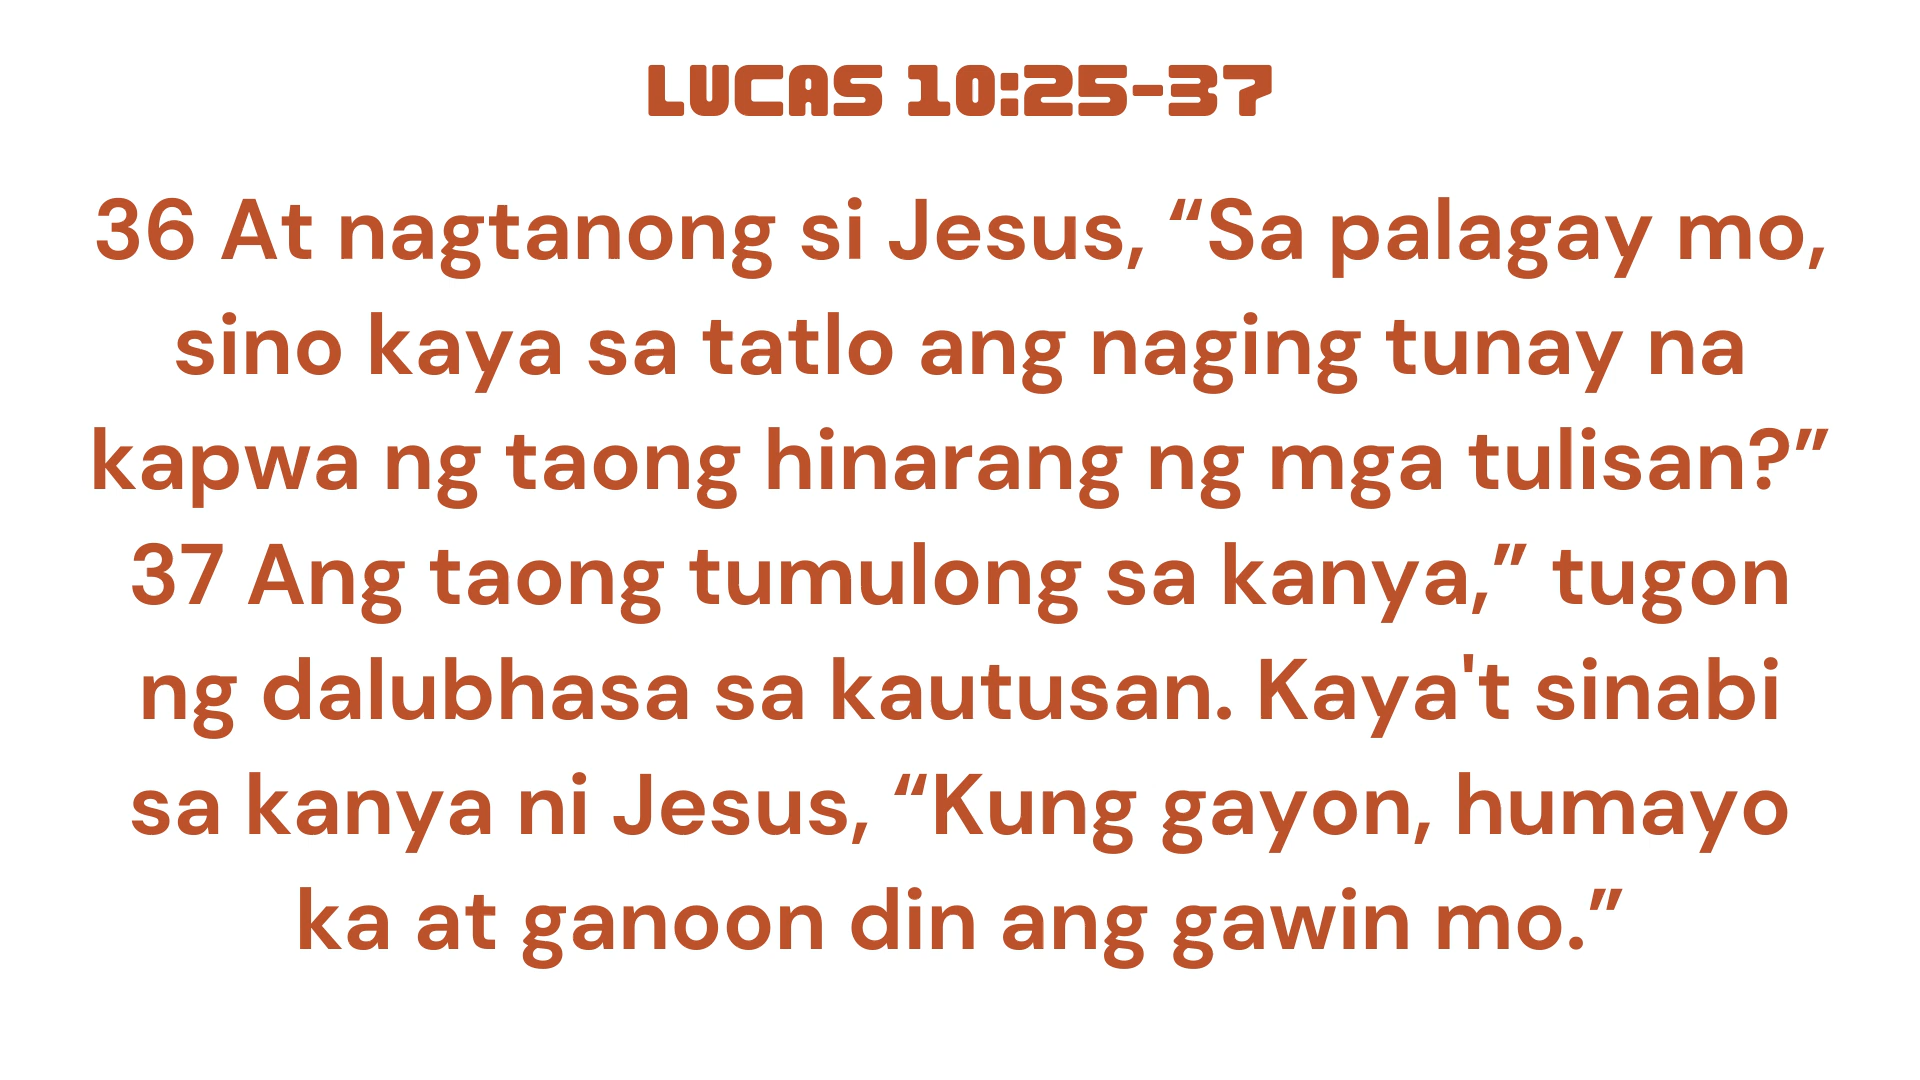 LUCAS 10:25-37
36 At nagtanong si Jesus, “Sa palagay mo,
sino kaya sa tatlo ang naging tunay na
kapwa ng taong hinarang ng mga tulisan?”
37 Ang taong tumulong sa kanya,” tugon
ng dalubhasa sa kautusan. Kaya't sinabi
sa kanya ni Jesus, “Kung gayon, humayo
ka at ganoon din ang gawin mo.”